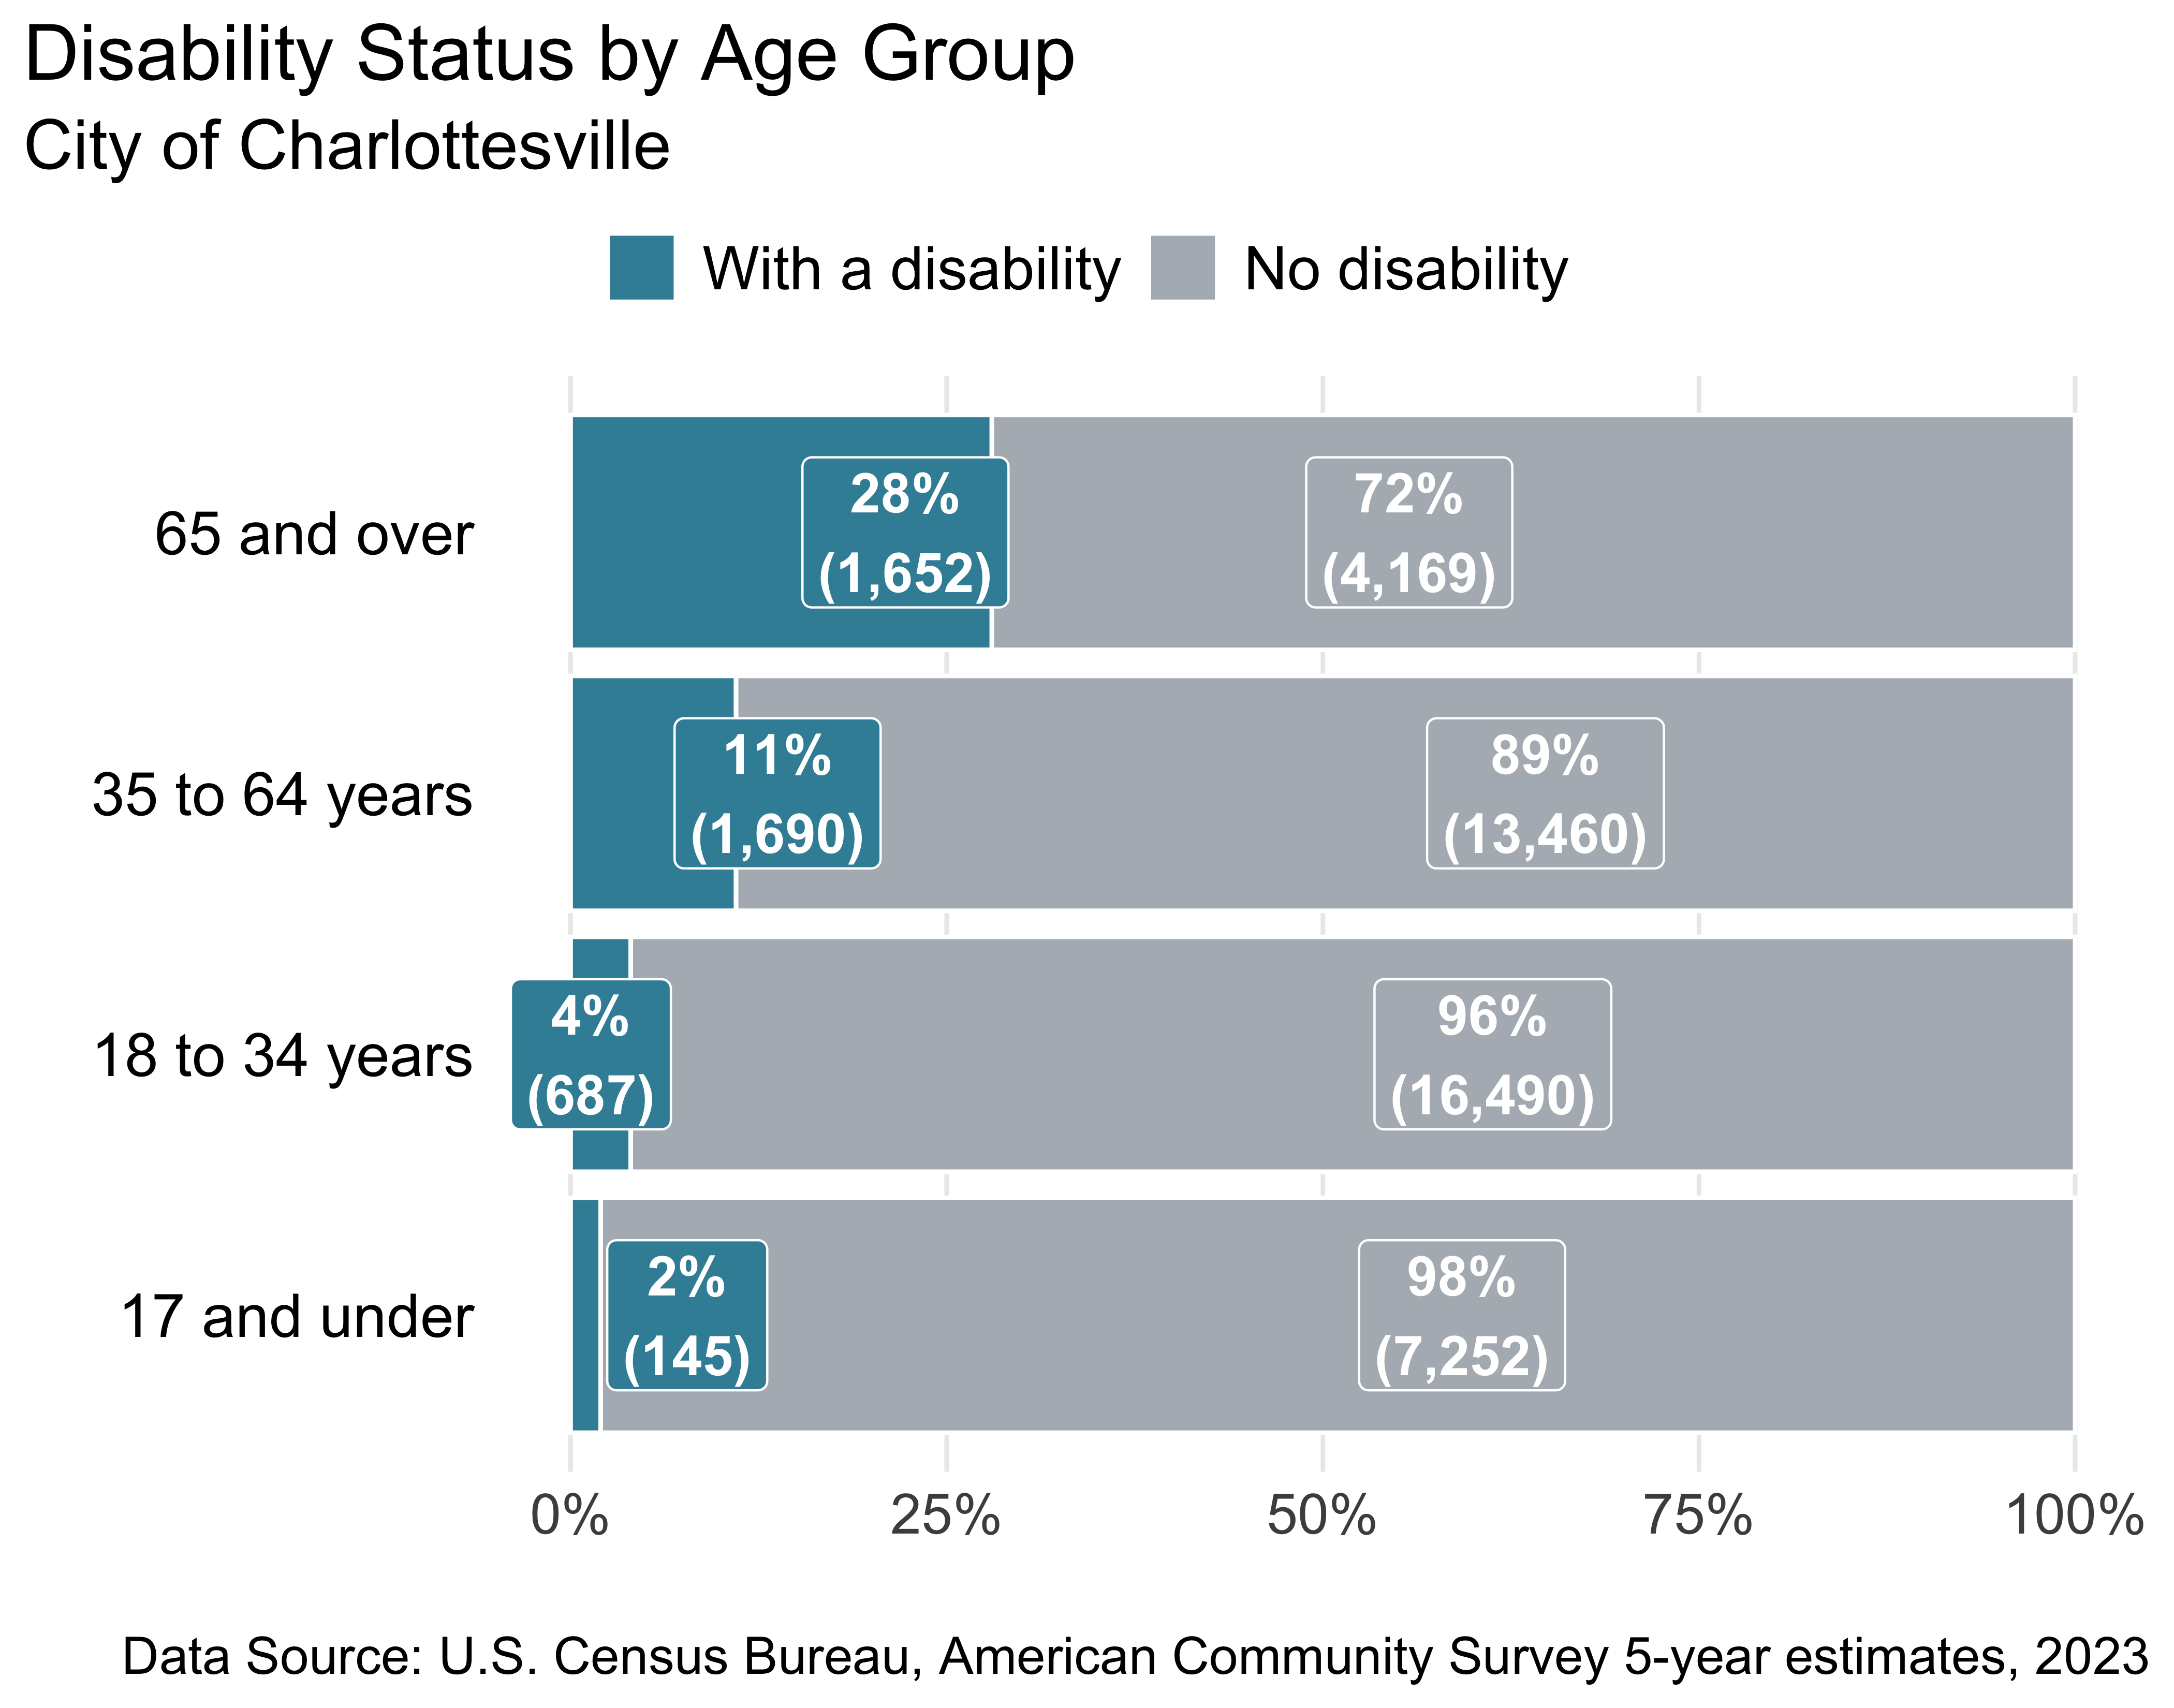 Disability Status by Age Group
City of Charlottesville
With a disability No disability
65 and over
28%
(1,652)
72%
(4,169)
35 to 64 years
11%
(1,690)
89%
(13,460)
18 to 34 years
4%
(687)
96%
(16,490)
17 and under
2%
(145)
98%
(7,252)
0% 25% 50% 75% 100%
Data Source: U.S. Census Bureau, American Community Survey 5-year estimates, 2023